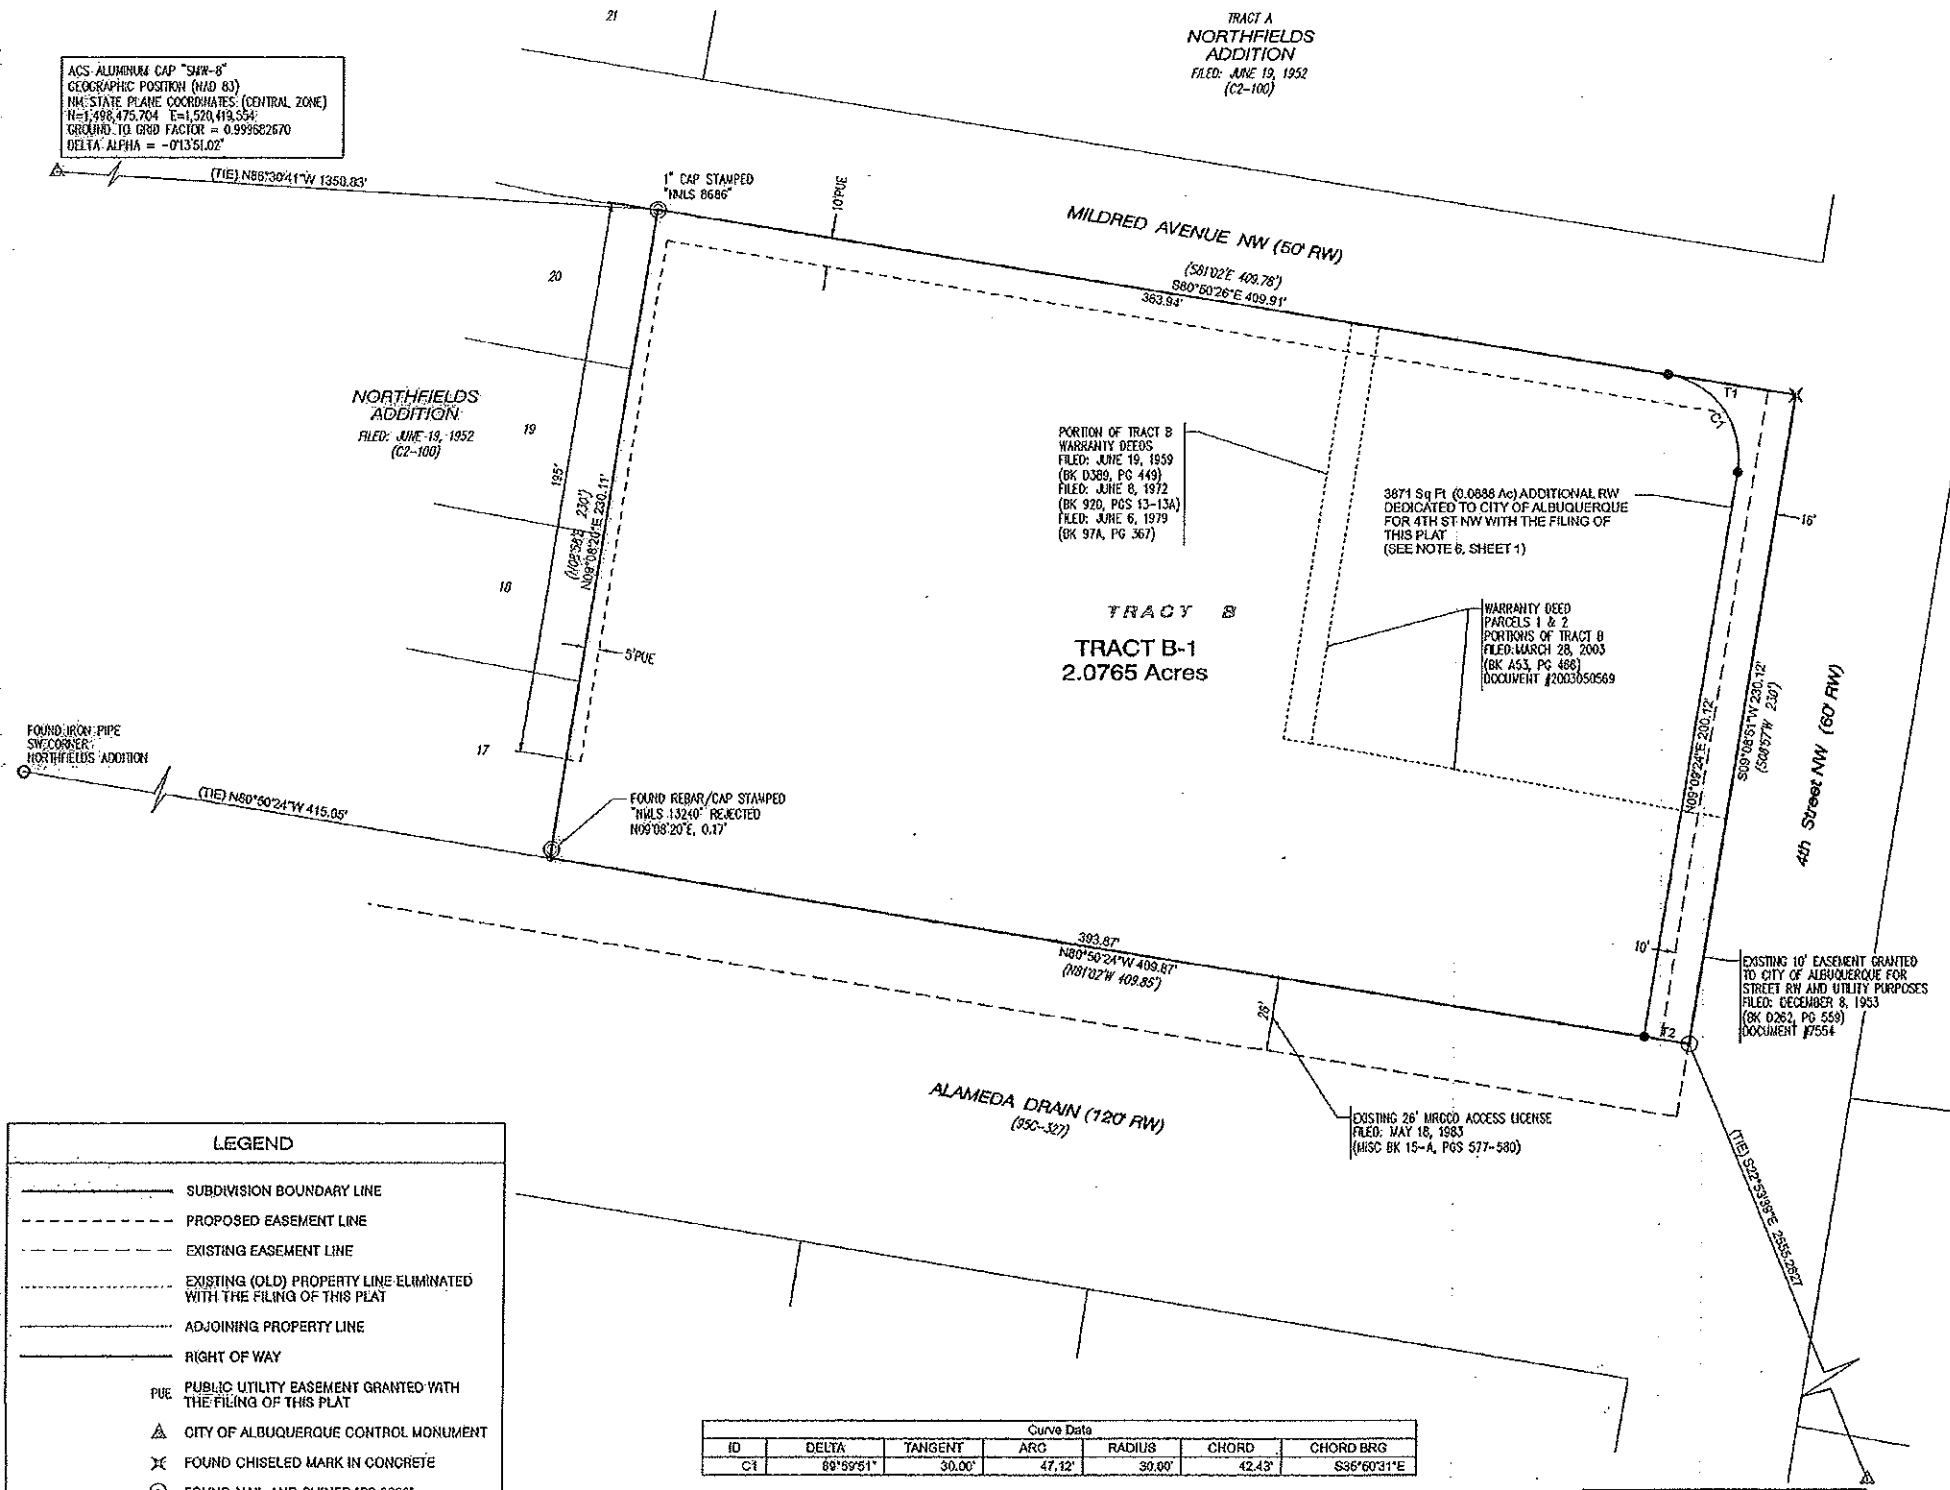 21
TRACT A
NORTHFIELDS
ADDITION
FILED: JUNE 19, 1952
(C2-100)
ACS ALUMINUM CAP "SMW-8"
GEOGRAPHIC POSITION (NAD 83)
NM STATE PLANE COORDINATES (CENTRAL ZONE)
N=1,498,475.704 E=1,520,419.554
GROUND TO GRID FACTOR = 0.999682670
DELTA ALPHA = -0°13'51.02"
(TIE) N86°30'41"W 1350.83'
1" CAP STAMPED
"NMLS 8686"
10'PUE
MILDRED AVENUE NW (50' RW)
(S81°02'E 409.78')
S80°50'26"E 409.91'
363.94'
20
NORTHFIELDS
ADDITION
FILED: JUNE 19, 1952
(C2-100)
19
195'
N09°08'20"E 230.11'
18
5'PUE
17
T1
C1
PORTION OF TRACT B
WARRANTY DEEDS
FILED: JUNE 19, 1959
(BK D389, PG 449)
FILED: JUNE 8, 1972
(BK 920, PGS 13-13A)
FILED: JUNE 6, 1979
(BK 97A, PG 367)
3871 Sq Ft (0.0888 Ac) ADDITIONAL RW
DEDICATED TO CITY OF ALBUQUERQUE
FOR 4TH ST NW WITH THE FILING OF
THIS PLAT
(SEE NOTE 6, SHEET 1)
16'
TRACT B
TRACT B-1
2.0765 Acres
WARRANTY DEED
PARCELS 1 & 2
PORTIONS OF TRACT B
FILED: MARCH 28, 2003
(BK A53, PG 468)
DOCUMENT #2003050569
N09°09'24"E 200.12'
S09°08'51"W 230.12'
(S08°57'W 230')
4th Street NW (60' RW)
FOUND IRON PIPE
SW CORNER
NORTHFIELDS ADDITION
(TIE) N80°50'24"W 415.05'
FOUND REBAR/CAP STAMPED
"NMLS 13240" REJECTED
N09°08'20"E, 0.17'
393.87'
N80°50'24"W 409.87'
(N81°02'W 409.85')
26'
10'
T2
EXISTING 10' EASEMENT GRANTED
TO CITY OF ALBUQUERQUE FOR
STREET RW AND UTILITY PURPOSES
FILED: DECEMBER 8, 1953
(BK D262, PG 559)
DOCUMENT #7554
ALAMEDA DRAIN (120' RW)
(95C-327)
EXISTING 26' MRGCD ACCESS LICENSE
FILED: MAY 18, 1983
(MISC BK 15-A, PGS 577-580)
(TIE) S22°53'39"E 2655.2627
LEGEND
SUBDIVISION BOUNDARY LINE
PROPOSED EASEMENT LINE
EXISTING EASEMENT LINE
EXISTING (OLD) PROPERTY LINE ELIMINATED
WITH THE FILING OF THIS PLAT
ADJOINING PROPERTY LINE
RIGHT OF WAY
PUE PUBLIC UTILITY EASEMENT GRANTED WITH
THE FILING OF THIS PLAT
CITY OF ALBUQUERQUE CONTROL MONUMENT
FOUND CHISELED MARK IN CONCRETE
Curve Data
ID DELTA TANGENT ARC RADIUS CHORD CHORD BRG
C1 89°59'51" 30.00' 47.12' 30.00' 42.43'